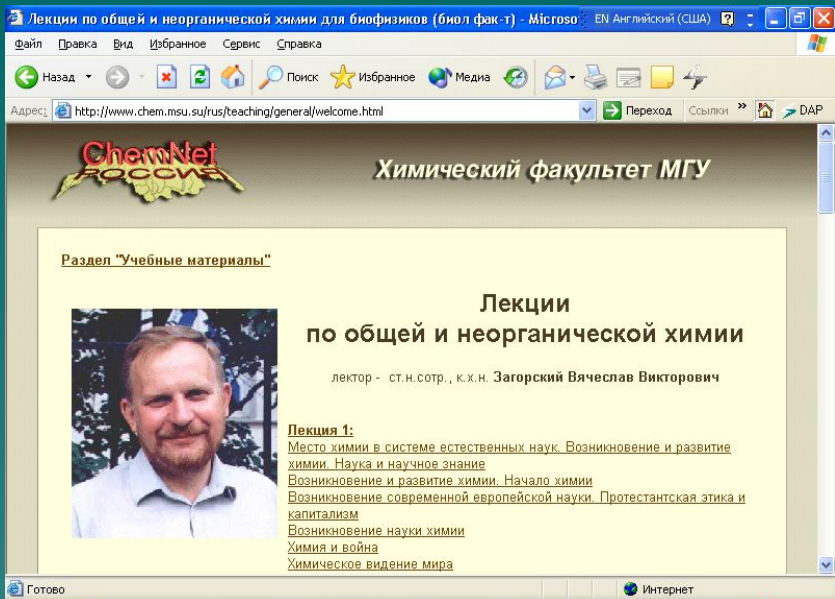 Лекции по общей и неорганической химии для биофизиков (биол фак-т) - Microso
EN Английский (США)
Файл Правка Вид Избранное Сервис Справка
Назад Поиск Избранное Медиа
Адрес: http://www.chem.msu.su/rus/teaching/general/welcome.html Переход Ссылки » DAP
ChemNet
РОССИЯ
Химический факультет МГУ
Раздел "Учебные материалы"
Лекции
по общей и неорганической химии
лектор - ст.н.сотр., к.х.н. Загорский Вячеслав Викторович
Лекция 1:
Место химии в системе естественных наук. Возникновение и развитие
химии. Наука и научное знание
Возникновение и развитие химии. Начало химии
Возникновение современной европейской науки. Протестантская этика и
капитализм
Возникновение науки химии
Химия и война
Химическое видение мира
Готово
Интернет